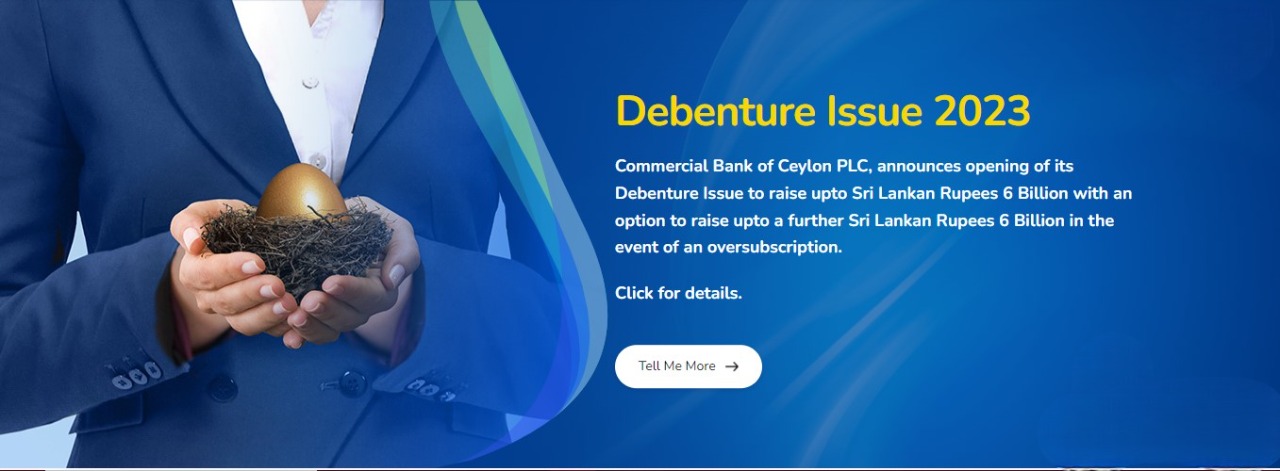 Debenture Issue 2023
Commercial Bank of Ceylon PLC, announces opening of its
Debenture Issue to raise upto Sri Lankan Rupees 6 Billion with an
option to raise upto a further Sri Lankan Rupees 6 Billion in the
event of an oversubscription.
Click for details.
Tell Me More →